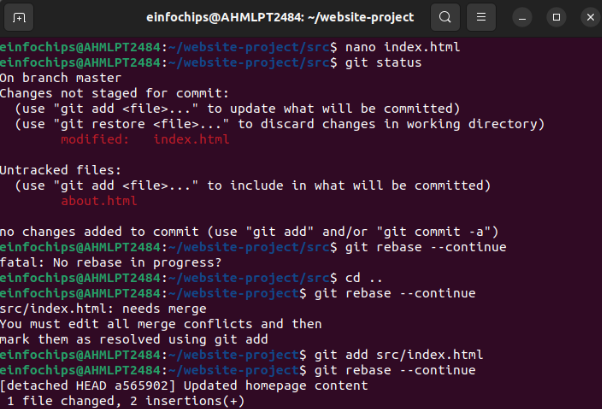 einfochips@AHMLPT2484: ~/website-project
einfochips@AHMLPT2484:~/website-project/src$ nano index.html
einfochips@AHMLPT2484:~/website-project/src$ git status
On branch master
Changes not staged for commit:
  (use "git add <file>..." to update what will be committed)
  (use "git restore <file>..." to discard changes in working directory)
        modified:   index.html

Untracked files:
  (use "git add <file>..." to include in what will be committed)
        about.html

no changes added to commit (use "git add" and/or "git commit -a")
einfochips@AHMLPT2484:~/website-project/src$ git rebase --continue
fatal: No rebase in progress?
einfochips@AHMLPT2484:~/website-project/src$ cd ..
einfochips@AHMLPT2484:~/website-project$ git rebase --continue
src/index.html: needs merge
You must edit all merge conflicts and then
mark them as resolved using git add
einfochips@AHMLPT2484:~/website-project$ git add src/index.html
einfochips@AHMLPT2484:~/website-project$ git rebase --continue
[detached HEAD a565902] Updated homepage content
 1 file changed, 2 insertions(+)